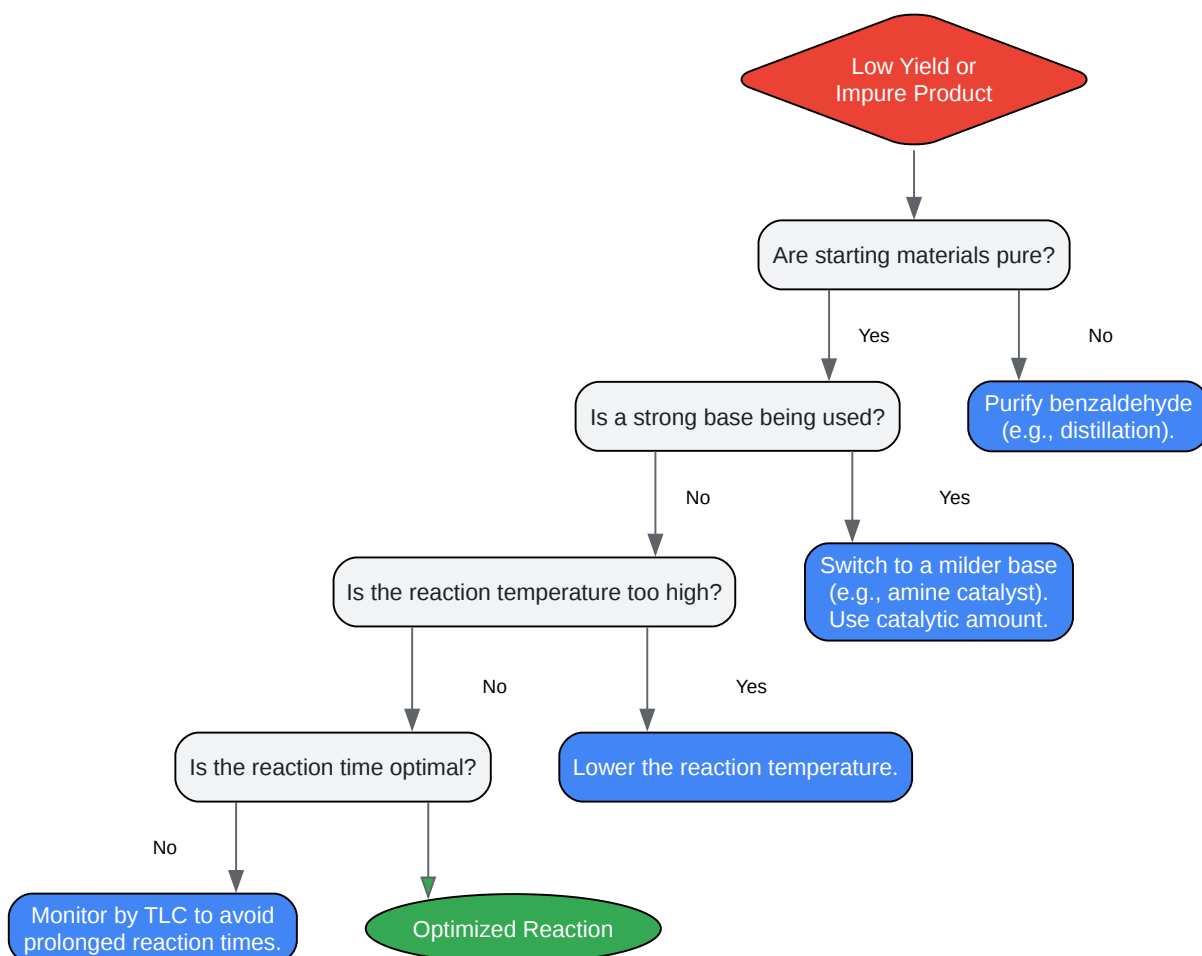 Low Yield or
Impure Product
Are starting materials pure?
Yes
No
Is a strong base being used?
Purify benzaldehyde
(e.g., distillation).
No
Yes
Is the reaction temperature too high?
Switch to a milder base
(e.g., amine catalyst).
Use catalytic amount.
No
Yes
Is the reaction time optimal?
Lower the reaction temperature.
No
Monitor by TLC to avoid
prolonged reaction times.
Optimized Reaction